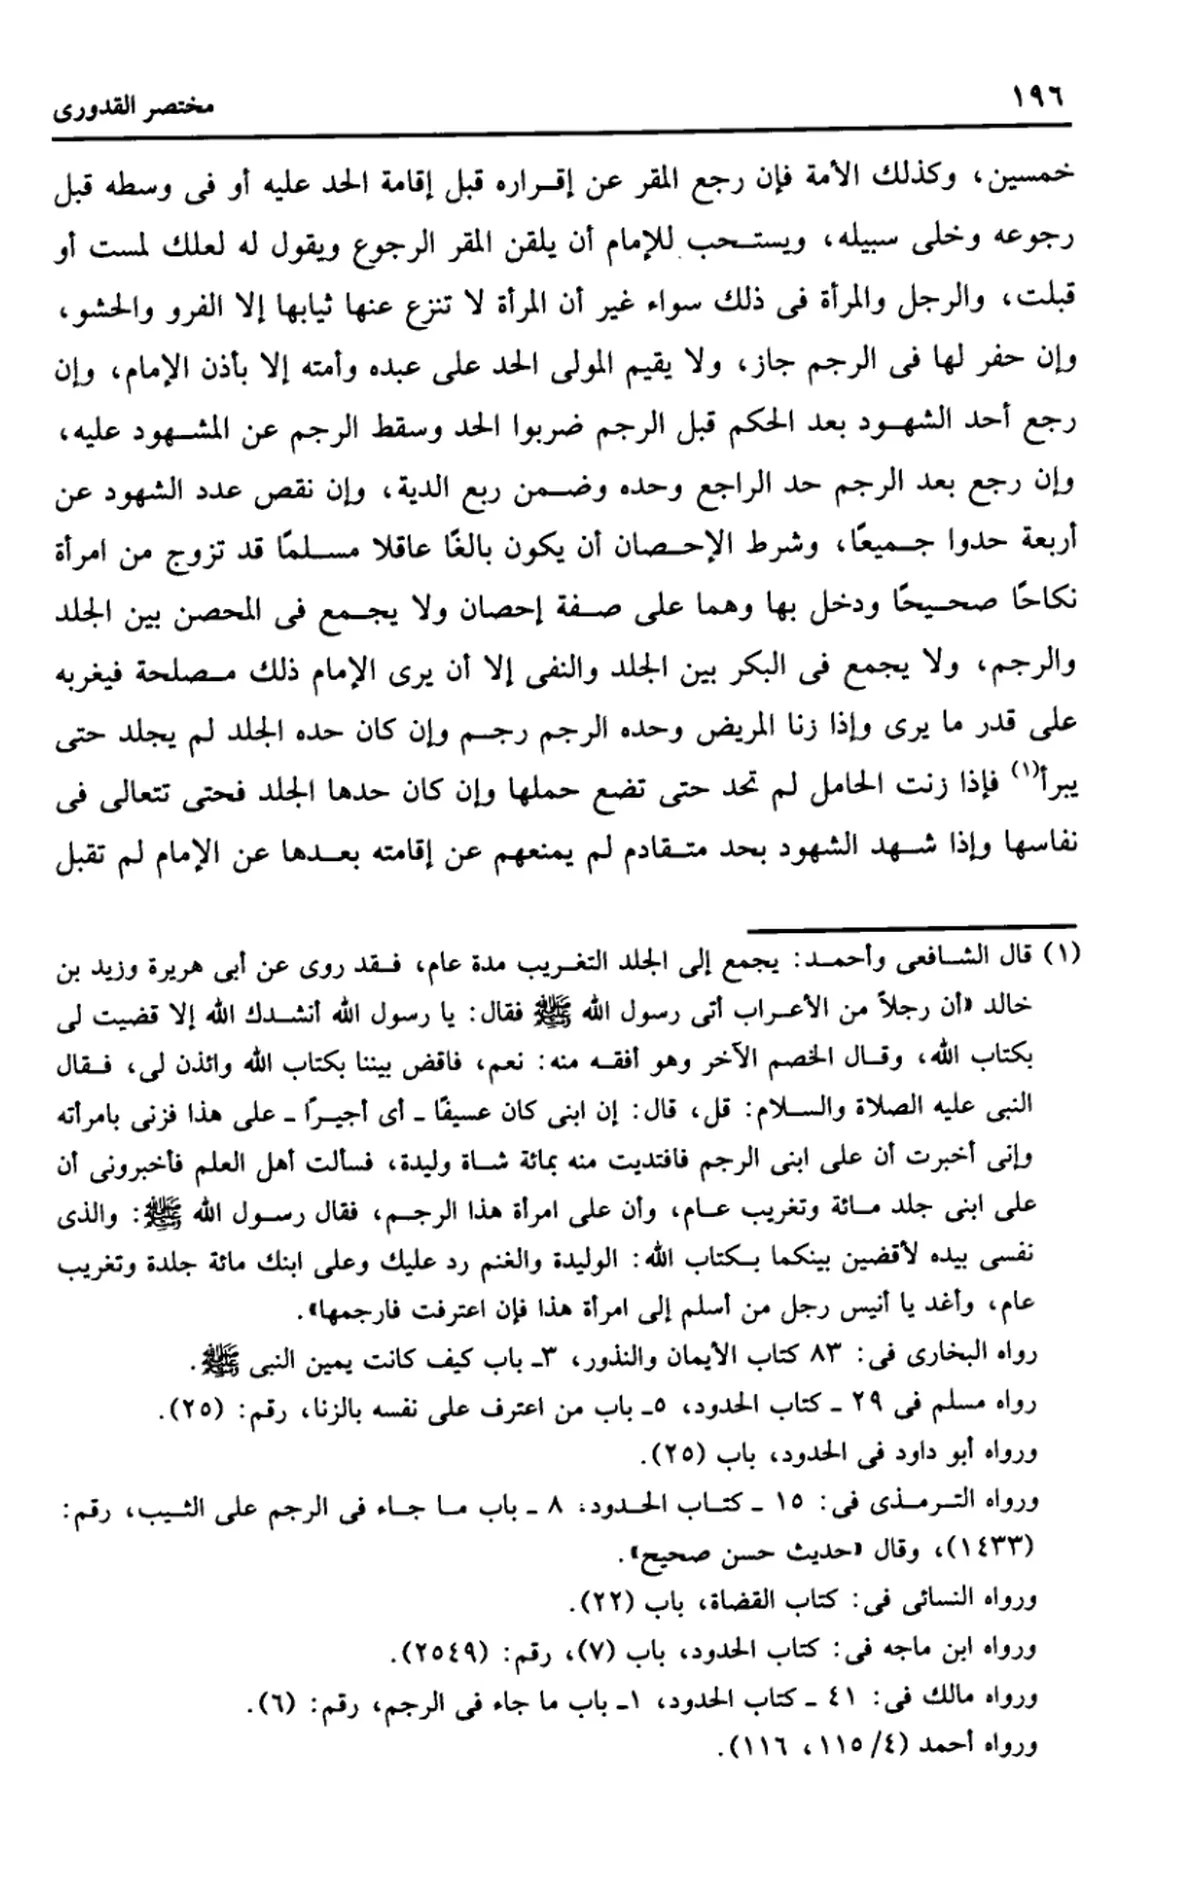 ١٩٦
مختصر القدورى
خمسين، وكذلك الأمة فإن رجع المقر عن إقراره قبل إقامة الحد عليه أو فى وسطه قبل
رجوعه وخلى سبيله، ويستحب للإمام أن يلقن المقر الرجوع ويقول له لعلك لمست أو
قبلت، والرجل والمرأة فى ذلك سواء غير أن المرأة لا تنزع عنها ثيابها إلا الفرو والحشو،
وإن حفر لها فى الرجم جاز، ولا يقيم المولى الحد على عبده وأمته إلا بأذن الإمام، وإن
رجع أحد الشهود بعد الحكم قبل الرجم ضربوا الحد وسقط الرجم عن المشهود عليه،
وإن رجع بعد الرجم حد الراجع وحده وضمن ربع الدية، وإن نقص عدد الشهود عن
أربعة حدوا جميعًا، وشرط الإحصان أن يكون بالغًا عاقلا مسلمًا قد تزوج من امرأة
نكاحًا صحيحًا ودخل بها وهما على صفة إحصان ولا يجمع فى المحصن بين الجلد
والرجم، ولا يجمع فى البكر بين الجلد والنفى إلا أن يرى الإمام ذلك مصلحة فيغربه
على قدر ما يرى وإذا زنا المريض وحده الرجم رجم وإن كان حده الجلد لم يجلد حتى
يبرأ(١) فإذا زنت الحامل لم تحد حتى تضع حملها وإن كان حدها الجلد فحتى تتعالى فى
نفاسها وإذا شهد الشهود بحد متقادم لم يمنعهم عن إقامته بعدها عن الإمام لم تقبل
(١) قال الشافعى وأحمد: يجمع إلى الجلد التغريب مدة عام، فقد روى عن أبى هريرة وزيد بن
خالد «أن رجلاً من الأعراب أتى رسول الله ﷺ فقال: يا رسول الله أنشدك الله إلا قضيت لى
بكتاب الله، وقال الخصم الآخر وهو أفقه منه: نعم، فاقض بيننا بكتاب الله وائذن لى، فقال
النبى عليه الصلاة والسلام: قل، قال: إن ابنى كان عسيفًا ـ أى أجيرًا ـ على هذا فزنى بامرأته
وإنى أخبرت أن على ابنى الرجم فافتديت منه بمائة شاة وليدة، فسألت أهل العلم فأخبرونى أن
على ابنى جلد مائة وتغريب عام، وأن على امرأة هذا الرجم، فقال رسول الله ﷺ: والذى
نفسى بيده لأقضين بينكما بكتاب الله: الوليدة والغنم رد عليك وعلى ابنك مائة جلدة وتغريب
عام، وأغد يا أنيس رجل من أسلم إلى امرأة هذا فإن اعترفت فارجمها».
رواه البخارى فى: ٨٣ كتاب الأيمان والنذور، ٣ـ باب كيف كانت يمين النبى ﷺ.
رواه مسلم فى ٢٩ ـ كتاب الحدود، ٥ـ باب من اعترف على نفسه بالزنا، رقم: (٢٥).
ورواه أبو داود فى الحدود، باب (٢٥).
ورواه الترمذى فى: ١٥ ـ كتاب الحدود، ٨ ـ باب ما جاء فى الرجم على الثيب، رقم:
(١٤٣٣)، وقال «حديث حسن صحيح».
ورواه النسائى فى: كتاب القضاة، باب (٢٢).
ورواه ابن ماجه فى: كتاب الحدود، باب (٧)، رقم: (٢٥٤٩).
ورواه مالك فى: ٤١ ـ كتاب الحدود، ١ـ باب ما جاء فى الرجم، رقم: (٦).
ورواه أحمد (٤/ ١١٥، ١١٦).